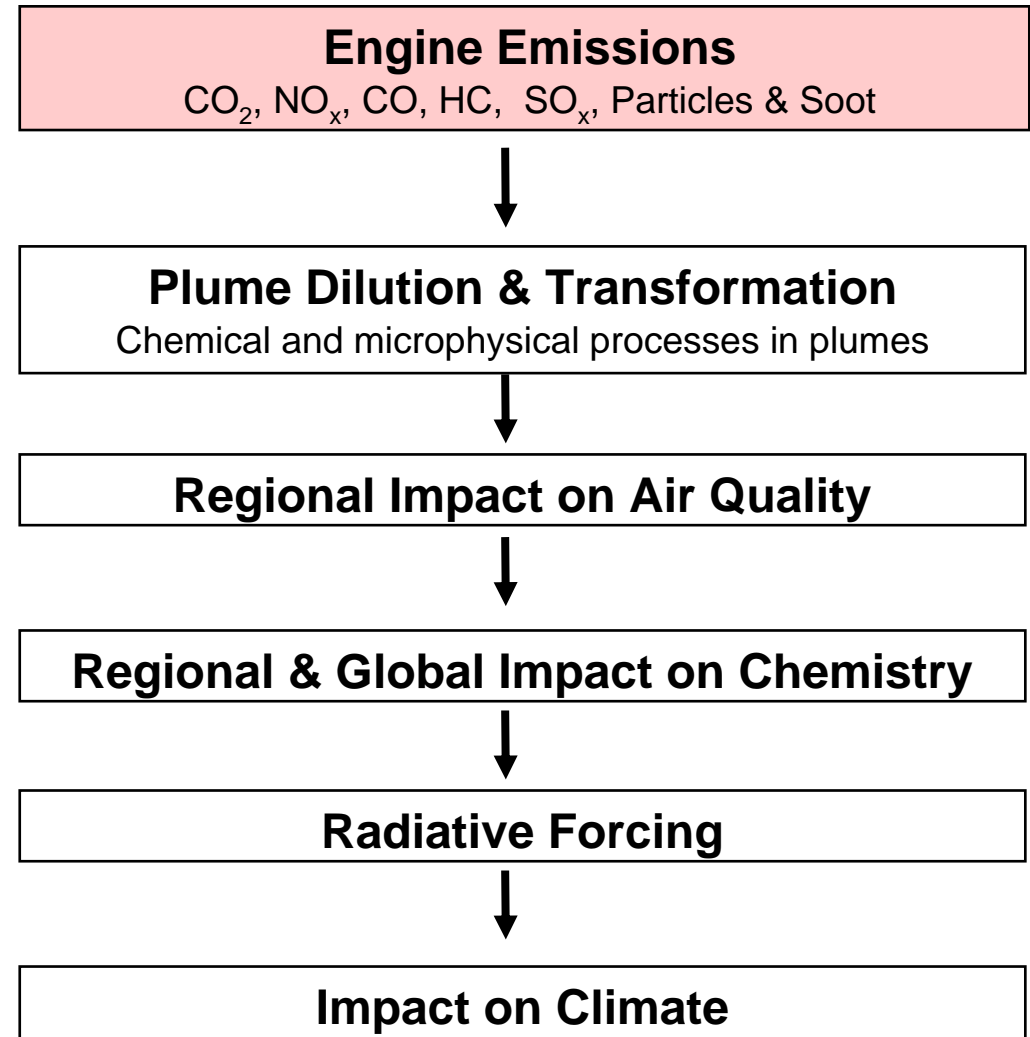 Engine Emissions
CO₂, NOₓ, CO, HC, SOₓ, Particles & Soot
Plume Dilution & Transformation
Chemical and microphysical processes in plumes
Regional Impact on Air Quality
Regional & Global Impact on Chemistry
Radiative Forcing
Impact on Climate